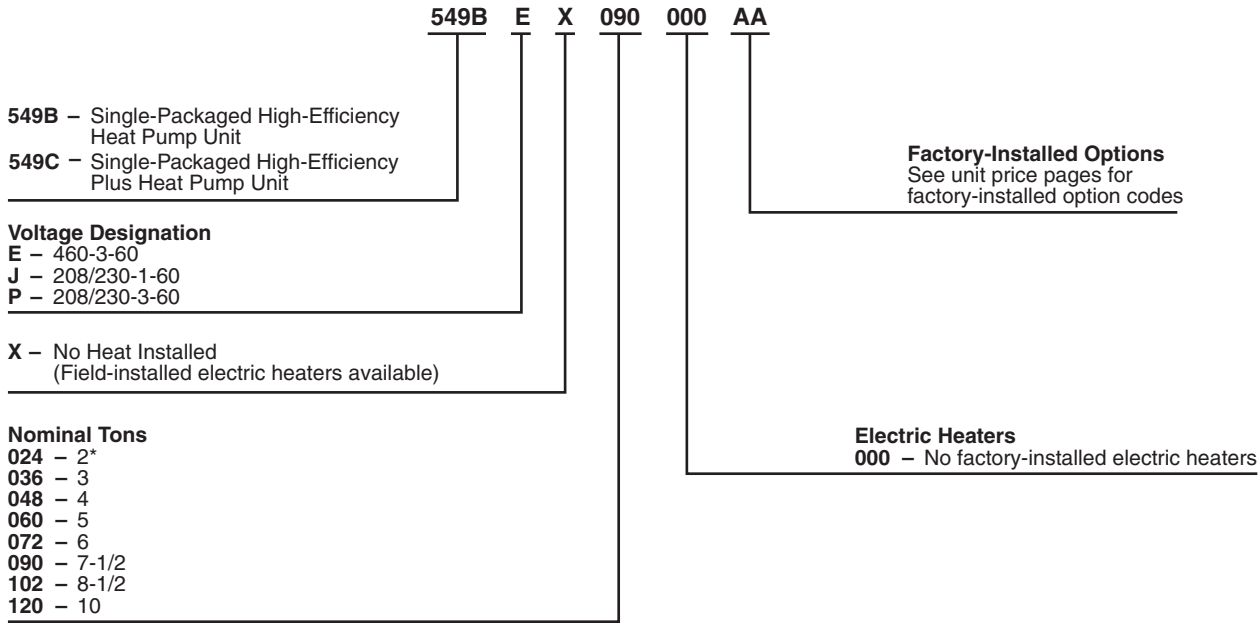 549B E X 090 000 AA
549B – Single-Packaged High-Efficiency
Heat Pump Unit
549C – Single-Packaged High-Efficiency
Plus Heat Pump Unit
Factory-Installed Options
See unit price pages for
factory-installed option codes
Voltage Designation
E – 460-3-60
J – 208/230-1-60
P – 208/230-3-60
X – No Heat Installed
(Field-installed electric heaters available)
Nominal Tons
024 – 2*
036 – 3
048 – 4
060 – 5
072 – 6
090 – 7-1/2
102 – 8-1/2
120 – 10
Electric Heaters
000 – No factory-installed electric heaters